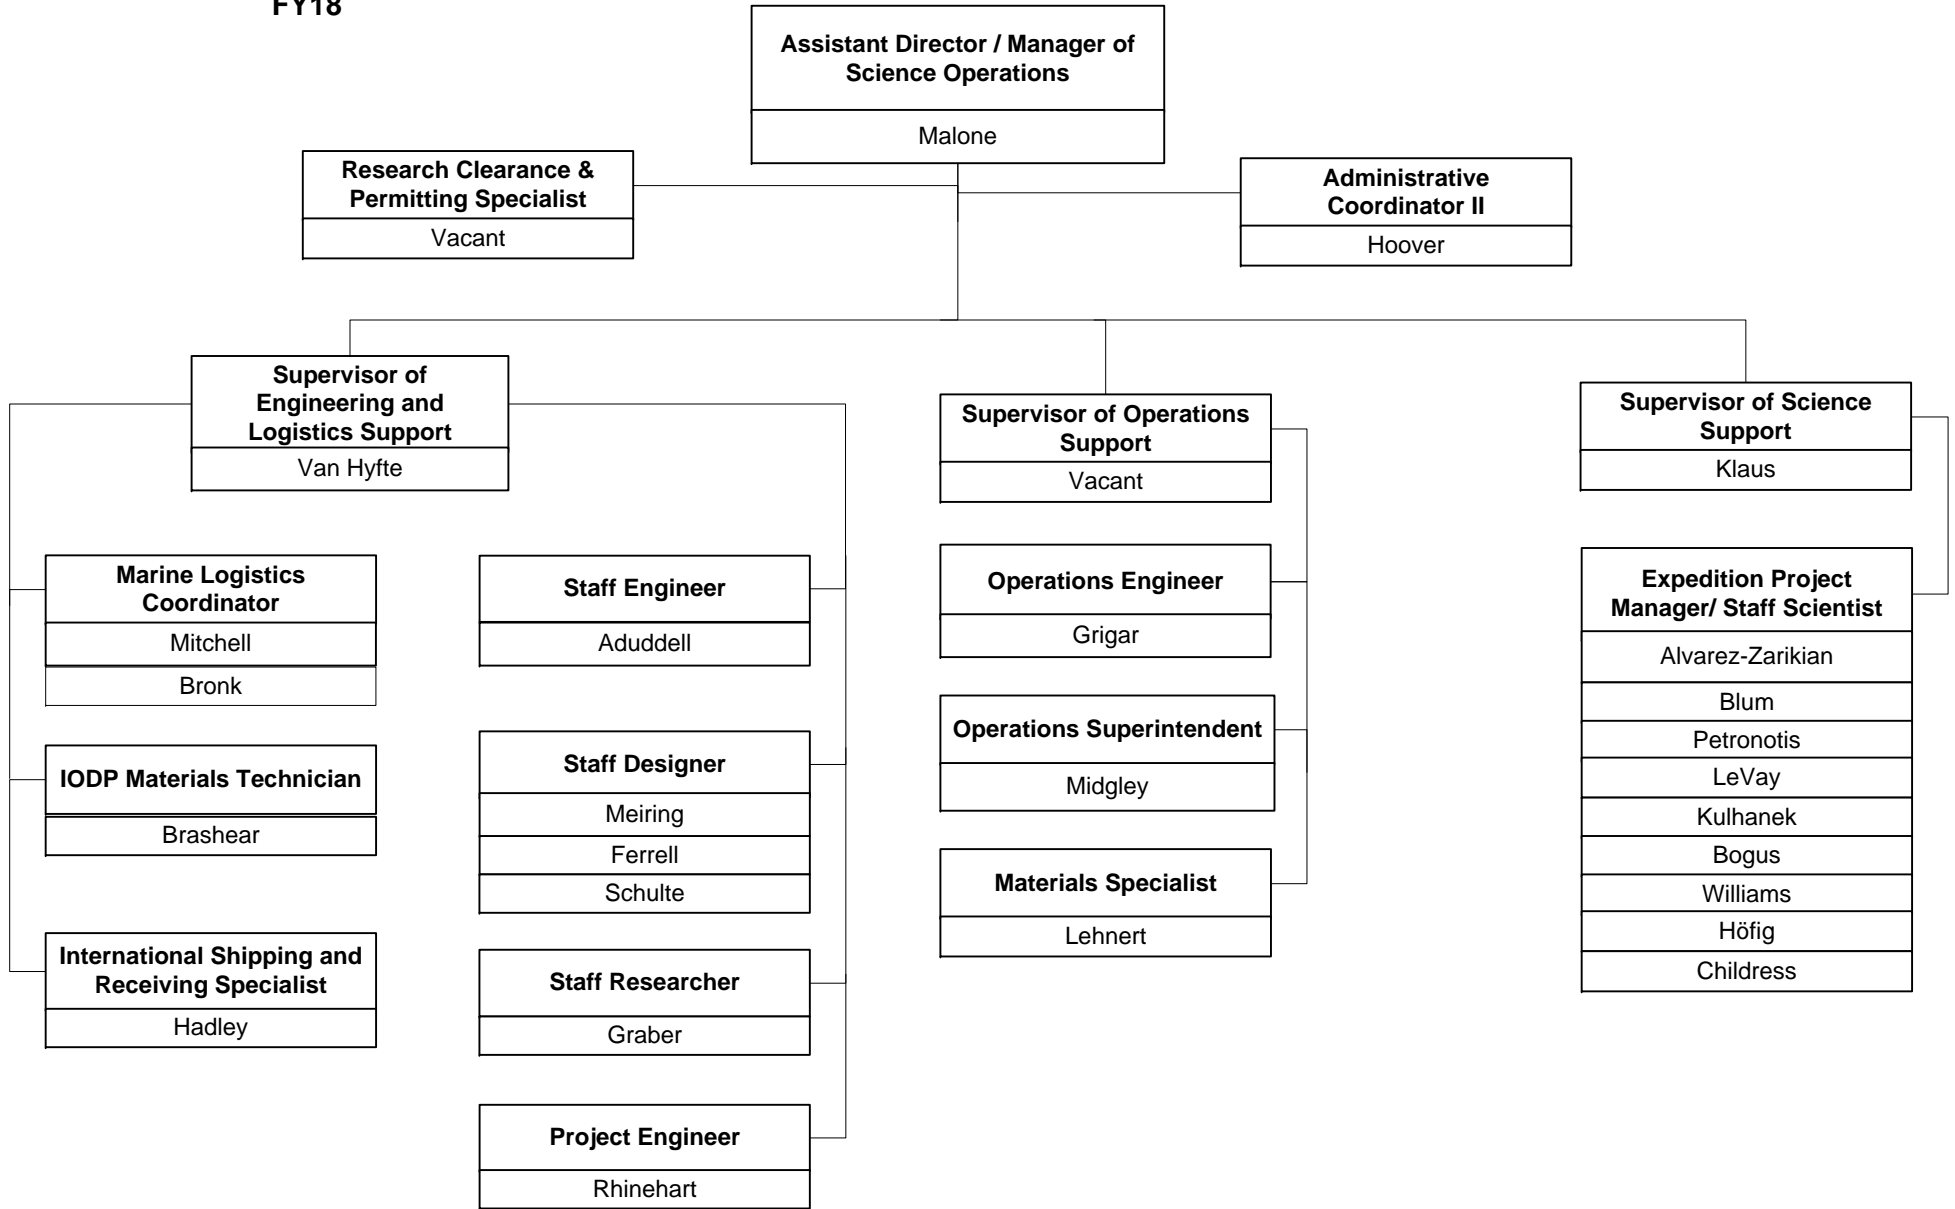 FY18
Assistant Director / Manager of
Science Operations
Malone
Research Clearance &
Permitting Specialist
Vacant
Administrative
Coordinator II
Hoover
Supervisor of
Engineering and
Logistics Support
Van Hyfte
Marine Logistics
Coordinator
Mitchell
Bronk
IODP Materials Technician
Brashear
International Shipping and
Receiving Specialist
Hadley
Staff Engineer
Aduddell
Staff Designer
Meiring
Ferrell
Schulte
Staff Researcher
Graber
Project Engineer
Rhinehart
Supervisor of Operations
Support
Vacant
Operations Engineer
Grigar
Operations Superintendent
Midgley
Materials Specialist
Lehnert
Supervisor of Science
Support
Klaus
Expedition Project
Manager/ Staff Scientist
Alvarez-Zarikian
Blum
Petronotis
LeVay
Kulhanek
Bogus
Williams
Höfig
Childress